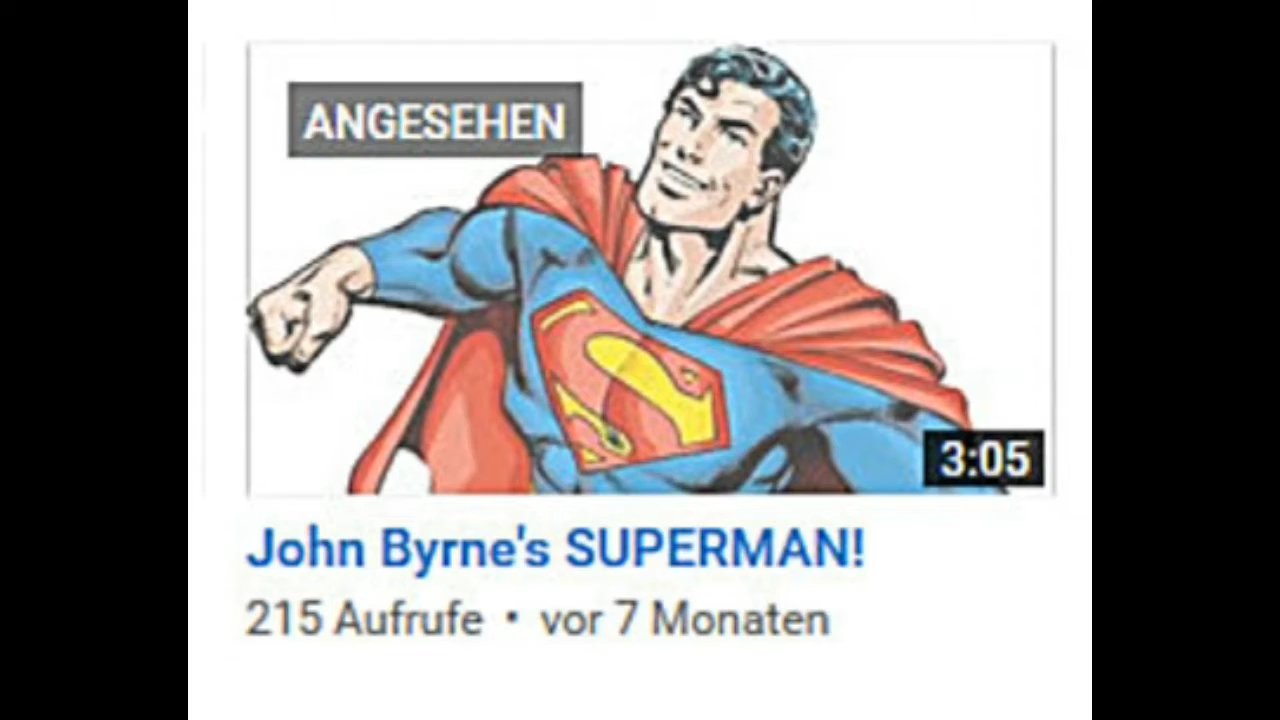 ANGESEHEN
3:05
John Byrne's SUPERMAN!
215 Aufrufe • vor 7 Monaten